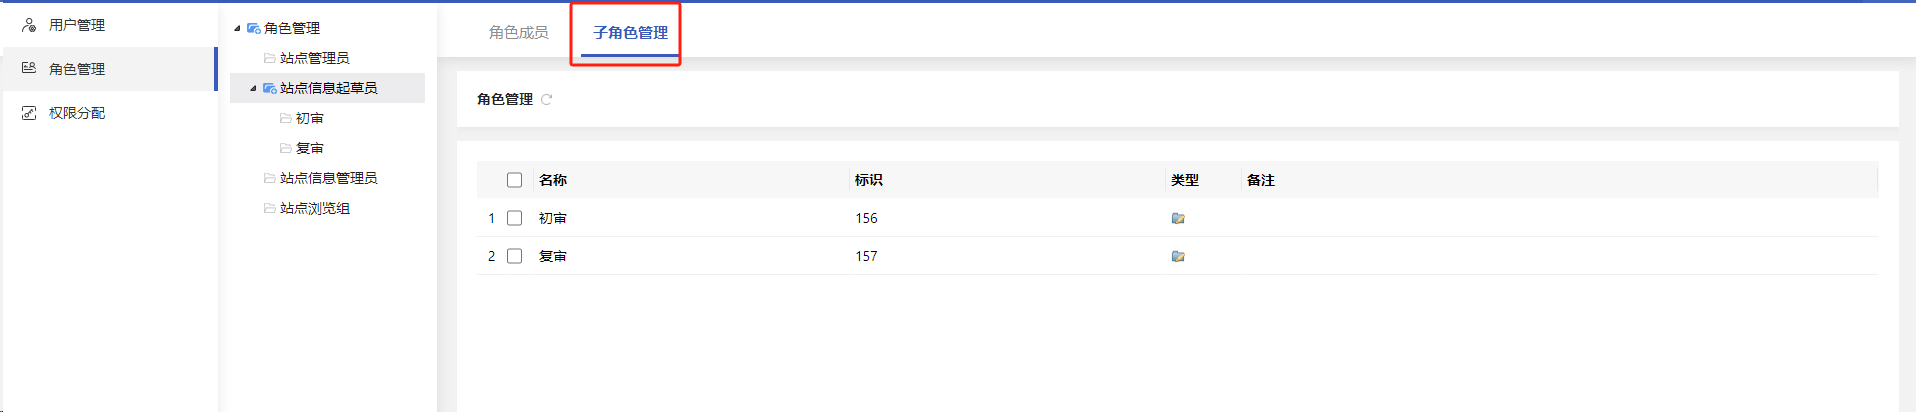 用户管理
角色管理
权限分配
角色管理
站点管理员
站点信息起草员
初审
复审
站点信息管理员
站点浏览组
角色成员 子角色管理
角色管理
名称 标识 类型 备注
1 初审 156
2 复审 157